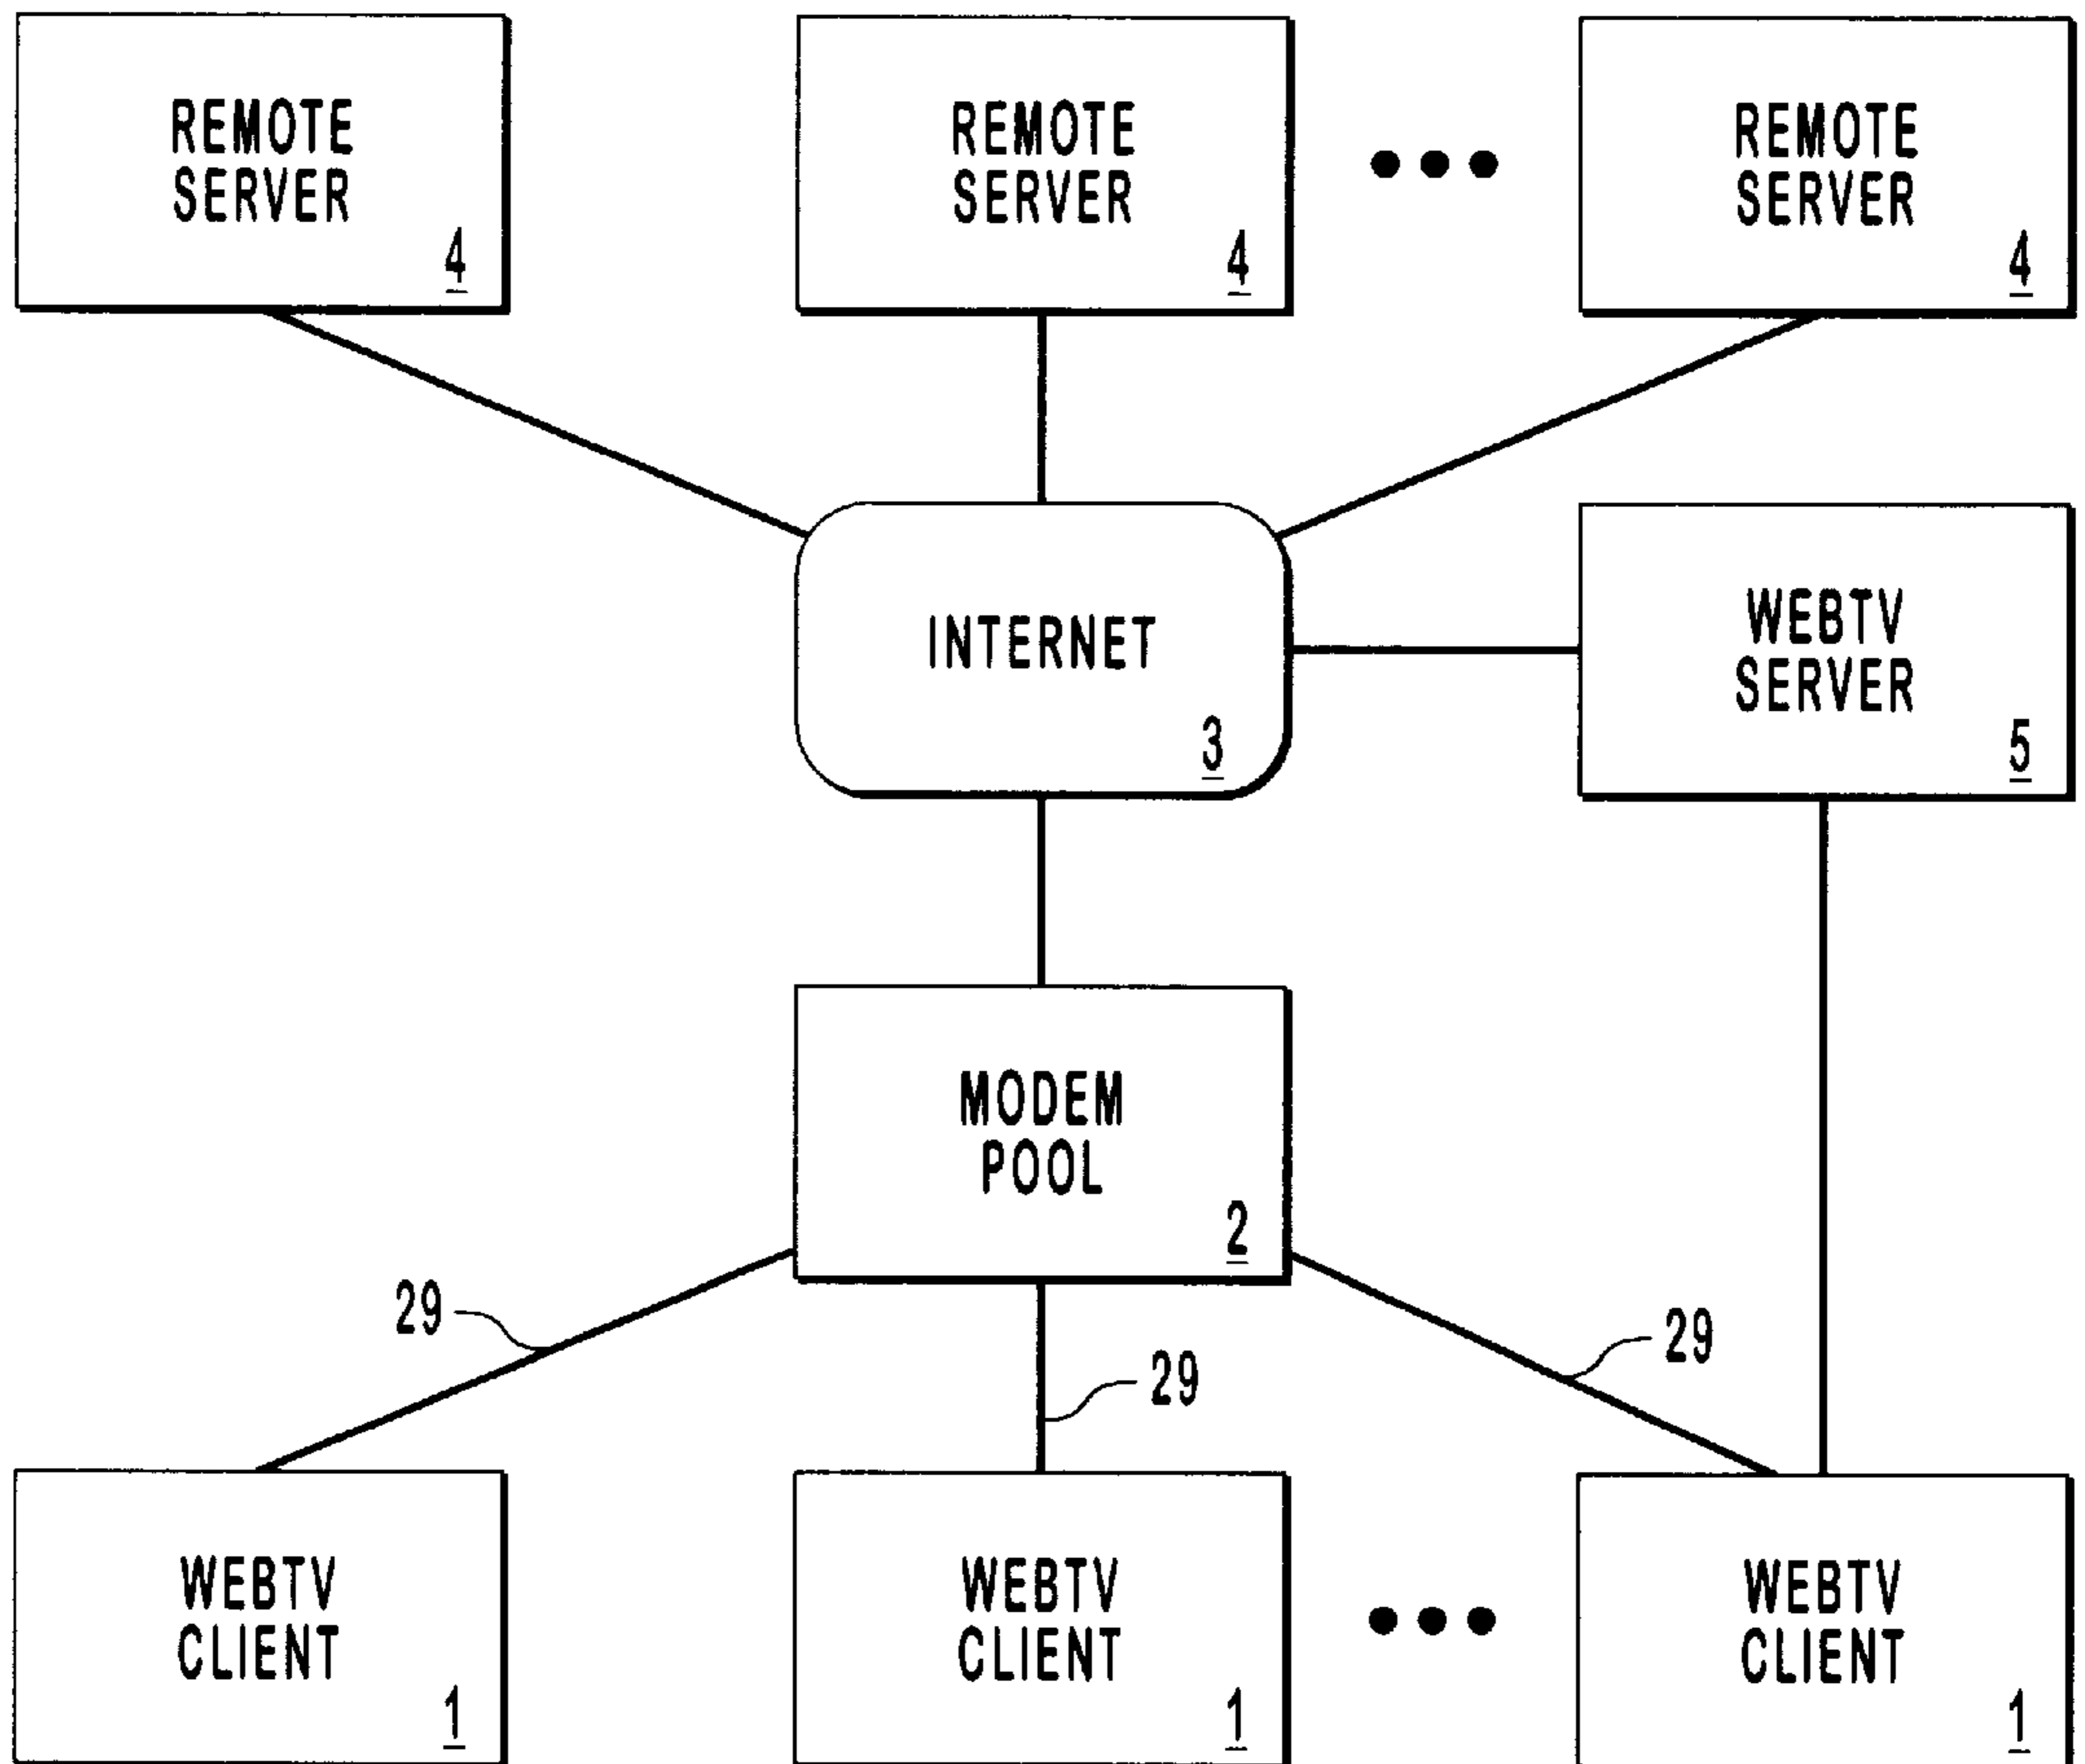 REMOTE
SERVER
4
REMOTE
SERVER
4
REMOTE
SERVER
4
INTERNET
3
WEBTV
SERVER
5
MODEM
POOL
2
29
29
29
WEBTV
CLIENT
1
WEBTV
CLIENT
1
WEBTV
CLIENT
1